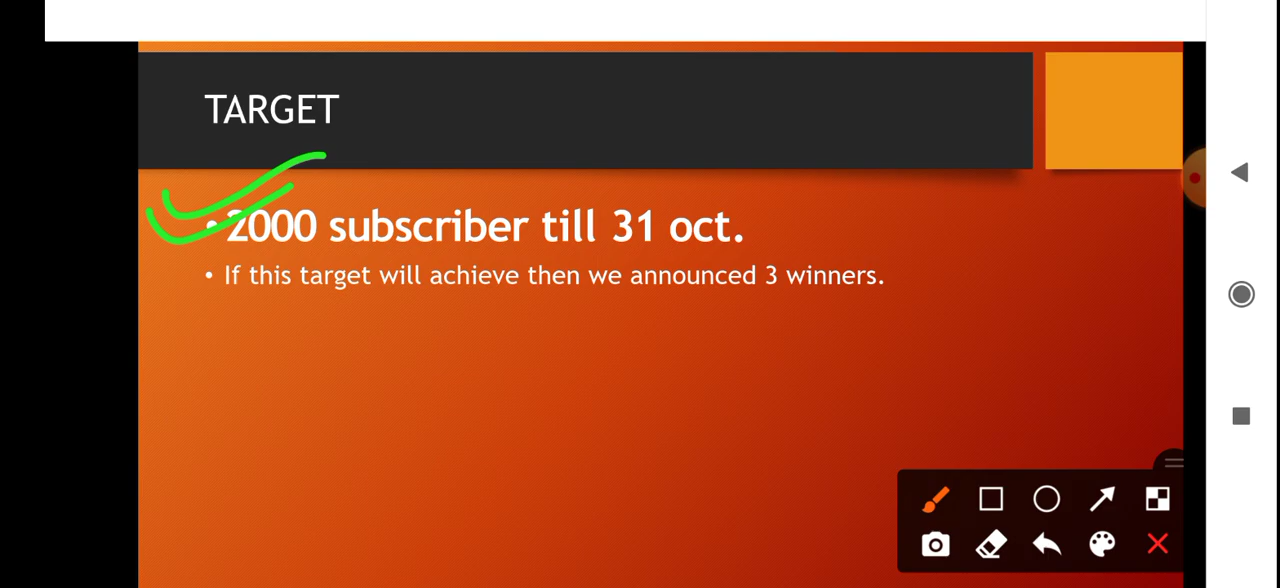 TARGET
• 2000 subscriber till 31 oct.
• If this target will achieve then we announced 3 winners.